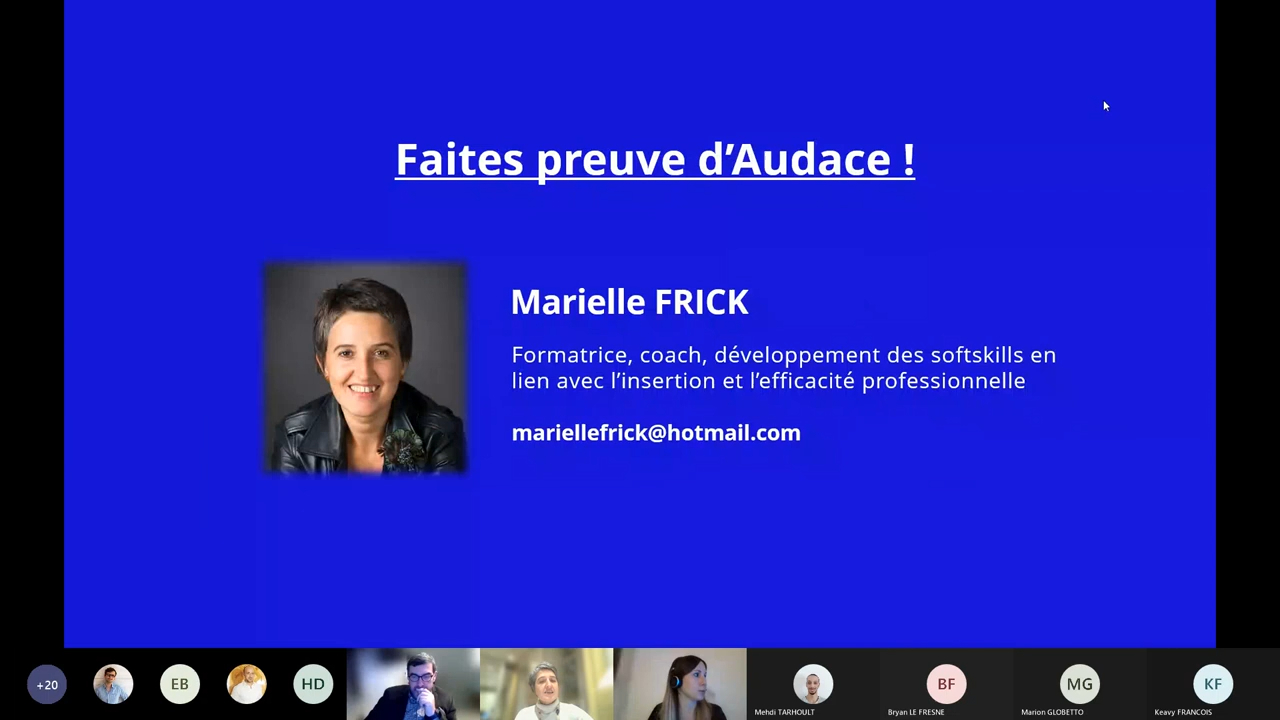 Faites preuve d’Audace !
Marielle FRICK
Formatrice, coach, développement des softskills en
lien avec l’insertion et l’efficacité professionnelle
mariellefrick@hotmail.com
+20
EB
HD
Mehdi TARHOULT
BF
Bryan LE FRESNE
MG
Marion GLOBETTO
KF
Keavy FRANCOIS